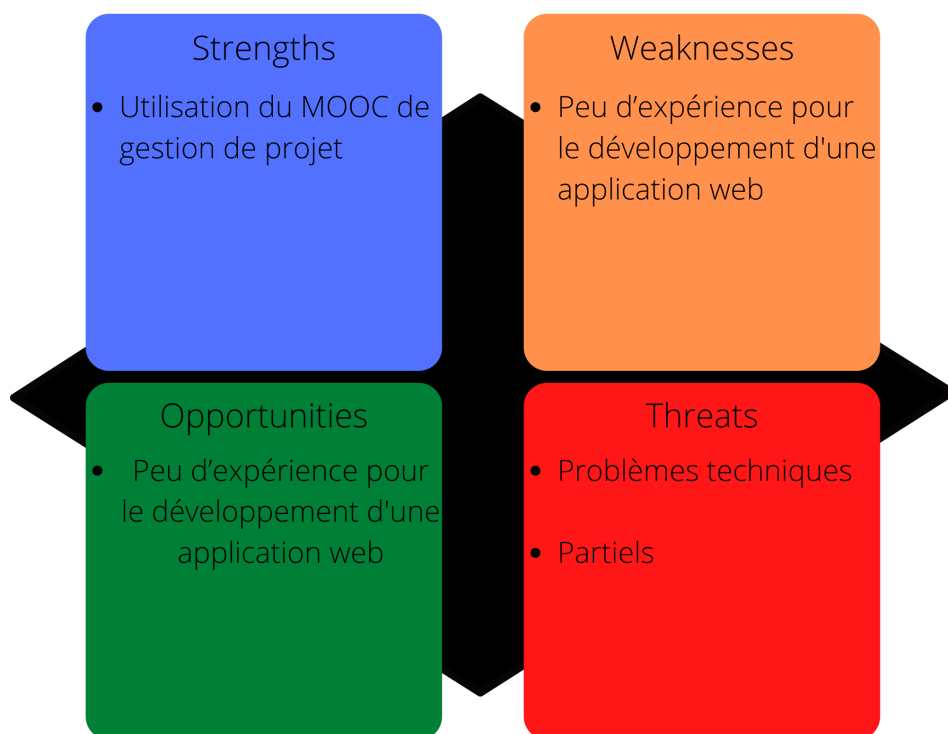 Strengths
• Utilisation du MOOC de
gestion de projet
Weaknesses
• Peu d’expérience pour
le développement d'une
application web
Opportunities
• Peu d’expérience pour
le développement d'une
application web
Threats
• Problèmes techniques
• Partiels